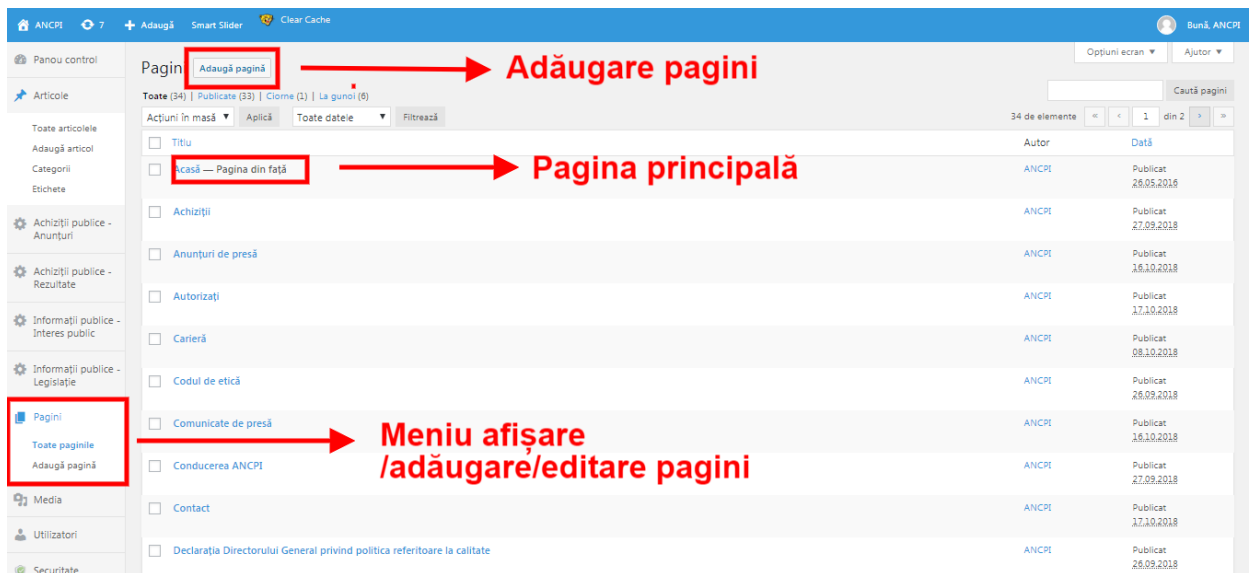 ANCPI 7 Adaugă Smart Slider Clear Cache Bună, ANCPI
Panou control
Articole
Toate articolele
Adaugă articol
Categorii
Etichete
Achiziții publice -
Anunțuri
Achiziții publice -
Rezultate
Informații publice -
Interes public
Informații publice -
Legislație
Pagini
Toate paginile
Adaugă pagină
Media
Utilizatori
Securitate
Opțiuni ecran ▼ Ajutor ▼
Pagini Adaugă pagină
Adăugare pagini
Toate (34) | Publicate (33) | Ciorne (1) | La gunoi (6)
Caută pagini
Acțiuni în masă ▼ Aplică Toate datele ▼ Filtrează
34 de elemente « ‹ 1 din 2 › »
Titlu Autor Dată
Acasă — Pagina din față ANCPI Publicat
26.05.2016
Pagina principală
Achiziții ANCPI Publicat
27.09.2018
Anunțuri de presă ANCPI Publicat
16.10.2018
Autorizați ANCPI Publicat
17.10.2018
Carieră ANCPI Publicat
08.10.2018
Codul de etică ANCPI Publicat
26.09.2018
Comunicate de presă ANCPI Publicat
16.10.2018
Meniu afișare
/adăugare/editare pagini
Conducerea ANCPI ANCPI Publicat
27.09.2018
Contact ANCPI Publicat
17.10.2018
Declarația Directorului General privind politica referitoare la calitate ANCPI Publicat
26.09.2018